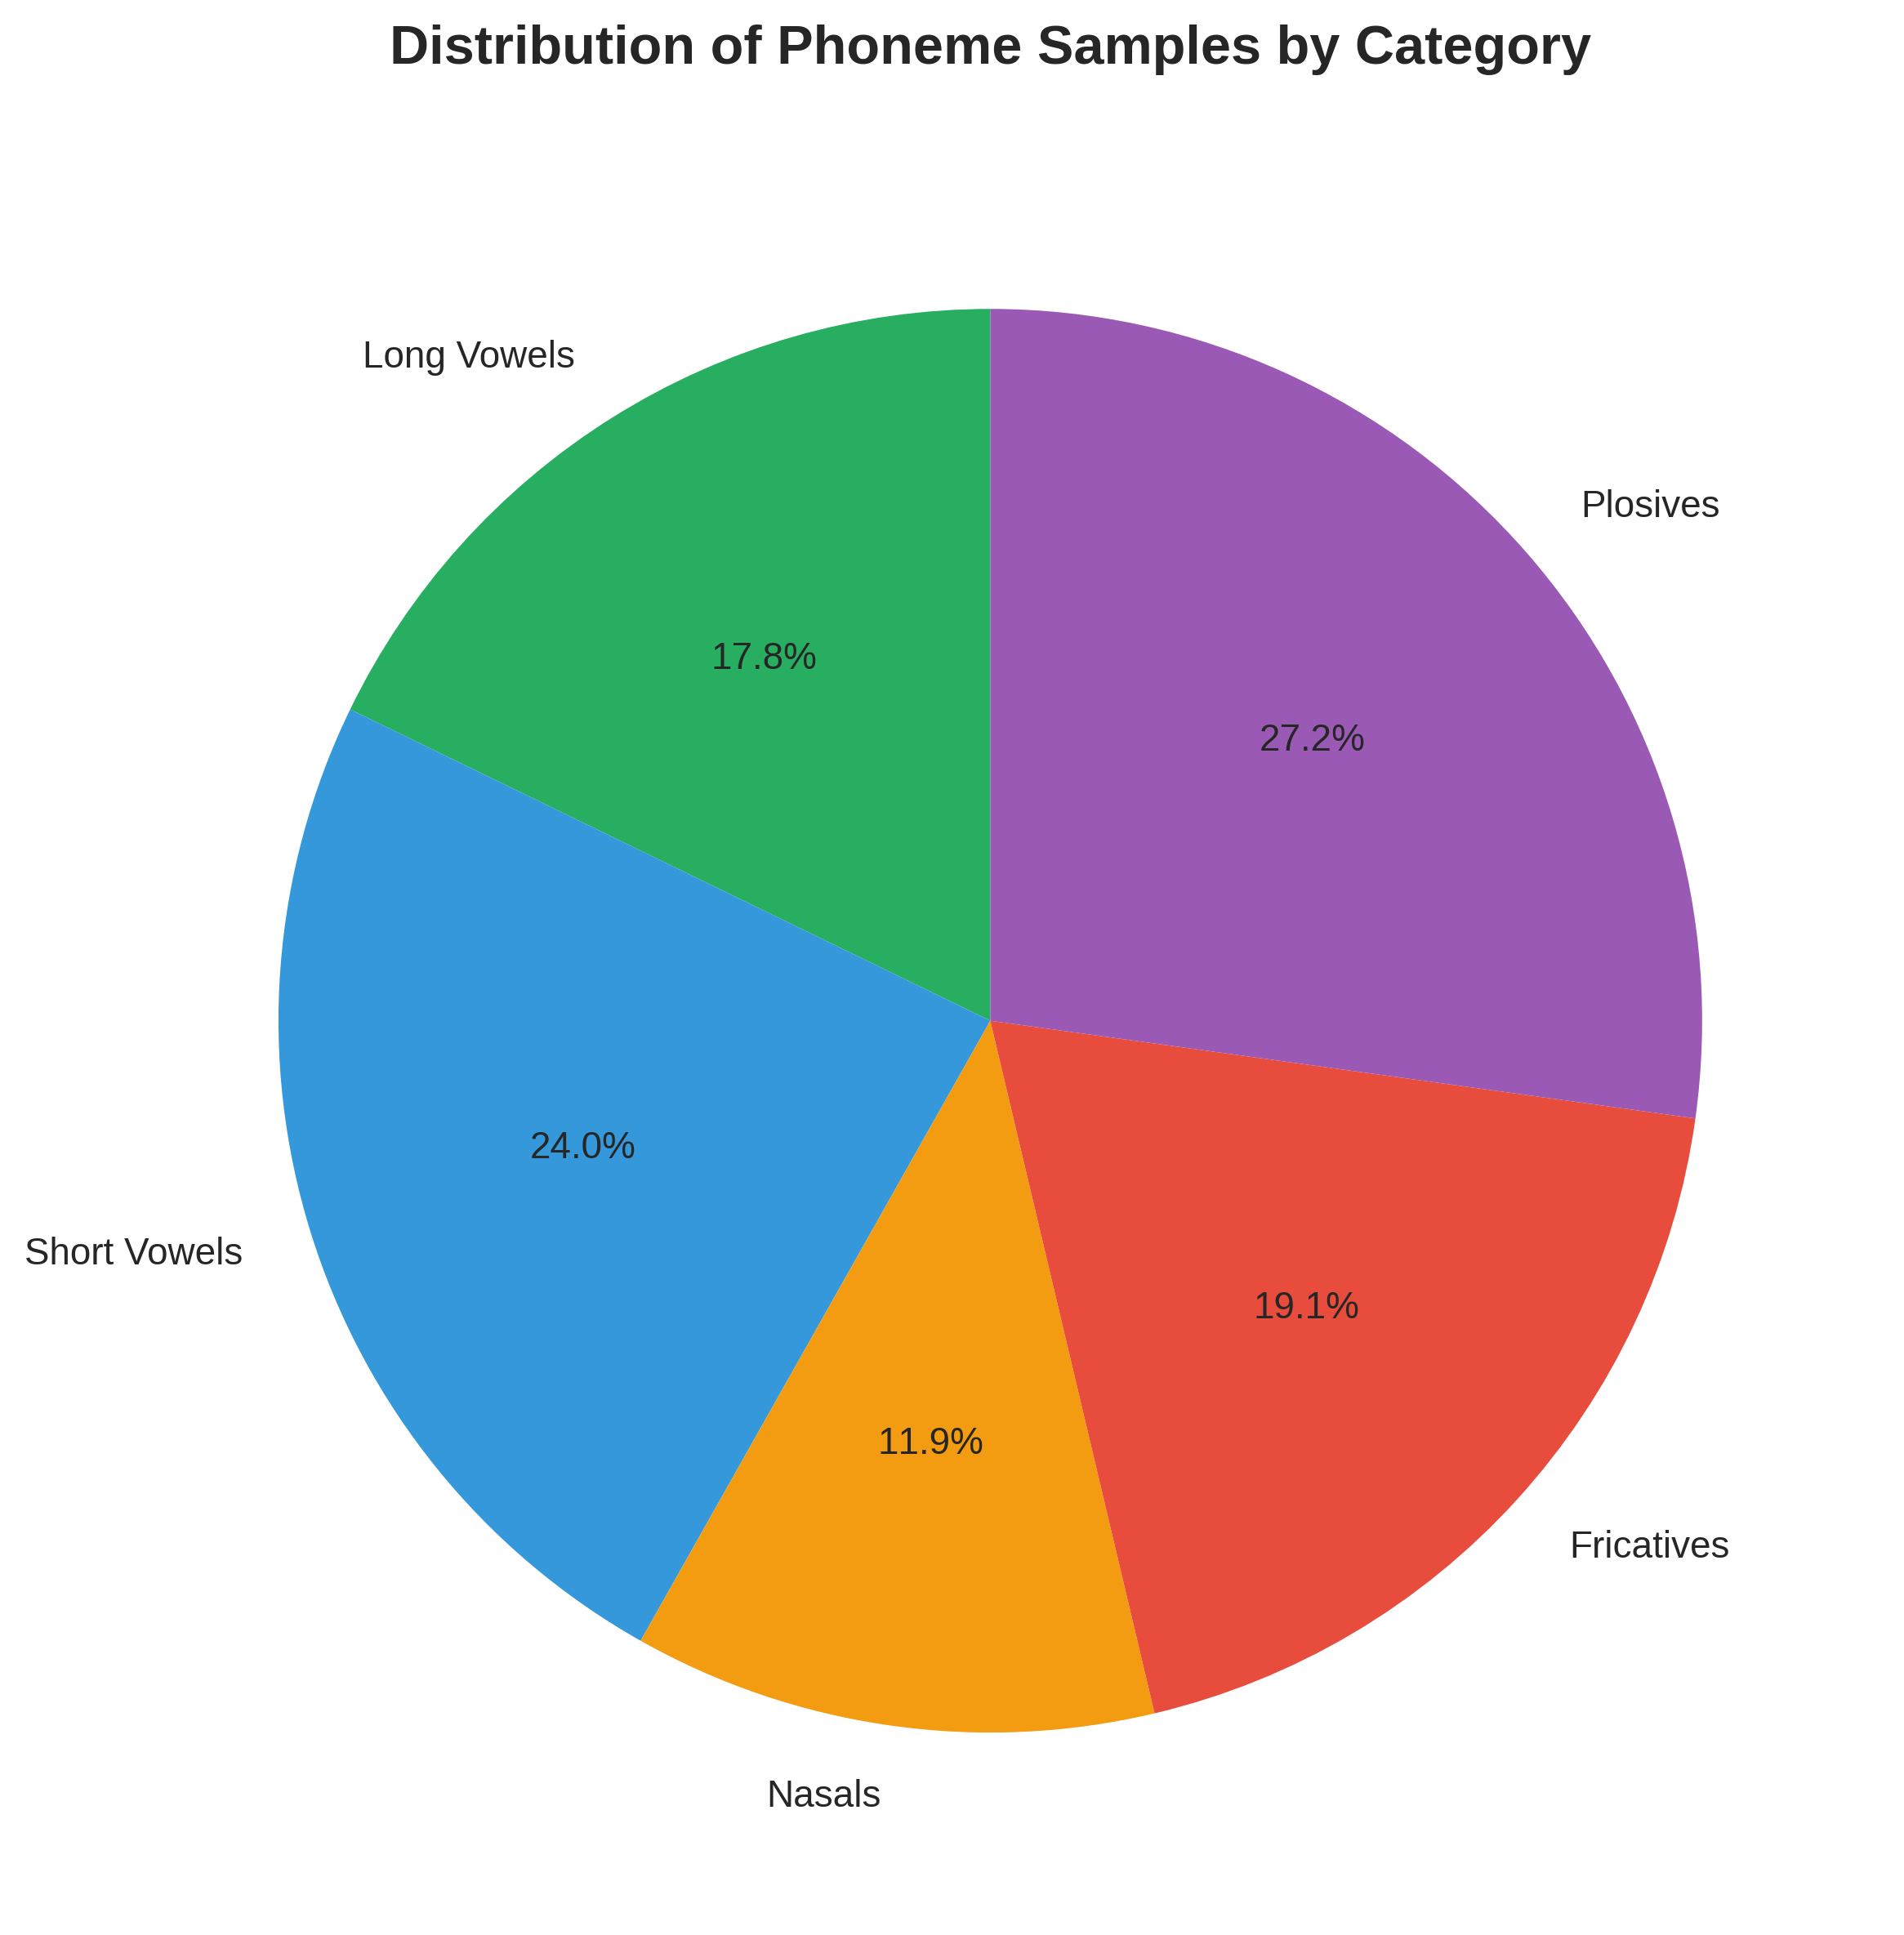 Distribution of Phoneme Samples by Category
Long Vowels
Plosives
17.8%
27.2%
24.0%
Short Vowels
19.1%
11.9%
Fricatives
Nasals